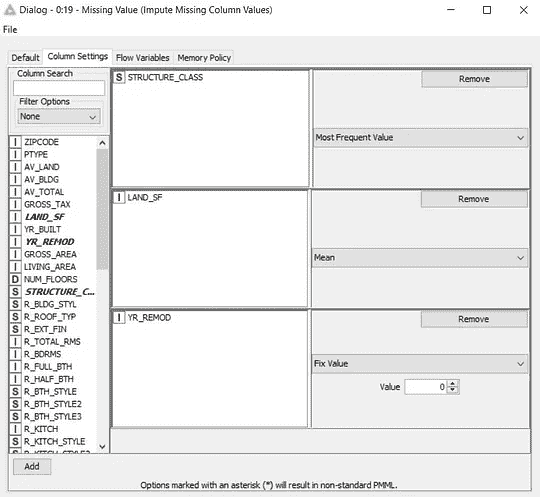 Dialog - 0:19 - Missing Value (Impute Missing Column Values)
File
Default Column Settings Flow Variables Memory Policy
Column Search
Filter Options
None
I ZIPCODE
I PTYPE
I AV_LAND
I AV_BLDG
I AV_TOTAL
I GROSS_TAX
I LAND_SF
I YR_BUILT
I YR_REMOD
I GROSS_AREA
I LIVING_AREA
D NUM_FLOORS
S STRUCTURE_C...
S R_BLDG_STYL
S R_ROOF_TYP
S R_EXT_FIN
I R_TOTAL_RMS
I R_BDRMS
I R_FULL_BTH
I R_HALF_BTH
S R_BTH_STYLE
S R_BTH_STYLE2
S R_BTH_STYLE3
I R_KITCH
S R_KITCH_STYLE
Add
S STRUCTURE_CLASS
Remove
Most Frequent Value
I LAND_SF
Remove
Mean
I YR_REMOD
Remove
Fix Value
Value 0
Options marked with an asterisk (*) will result in non-standard PMML.